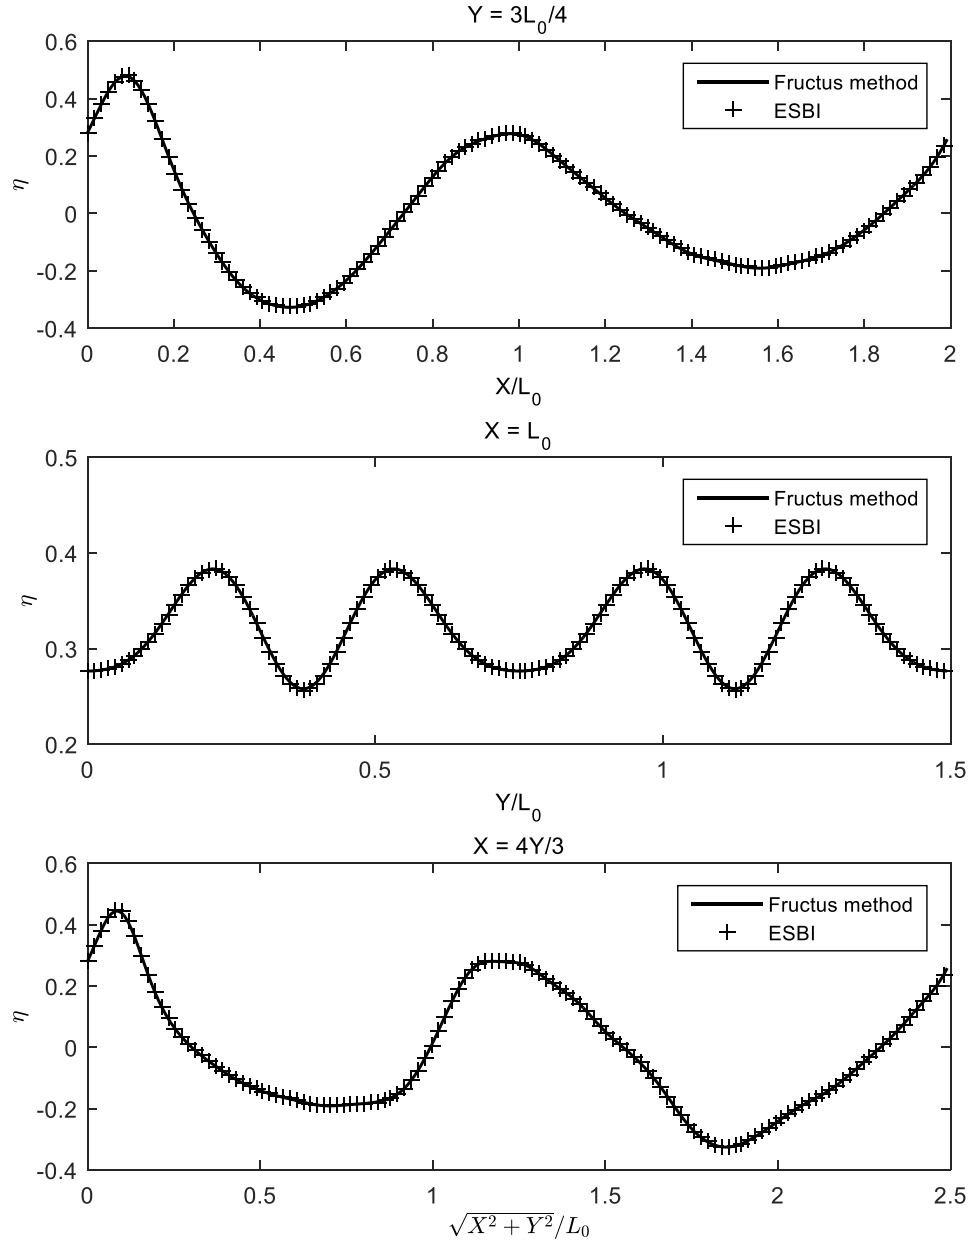 Y = 3L_0/4
0.6
0.4
0.2
0
-0.2
-0.4
η
Fructus method
ESBI
0 0.2 0.4 0.6 0.8 1 1.2 1.4 1.6 1.8 2
X/L_0
X = L_0
0.5
0.4
0.3
0.2
η
Fructus method
ESBI
0 0.5 1 1.5
Y/L_0
X = 4Y/3
0.6
0.4
0.2
0
-0.2
-0.4
η
Fructus method
ESBI
0 0.5 1 1.5 2 2.5
√X² + Y²/L₀